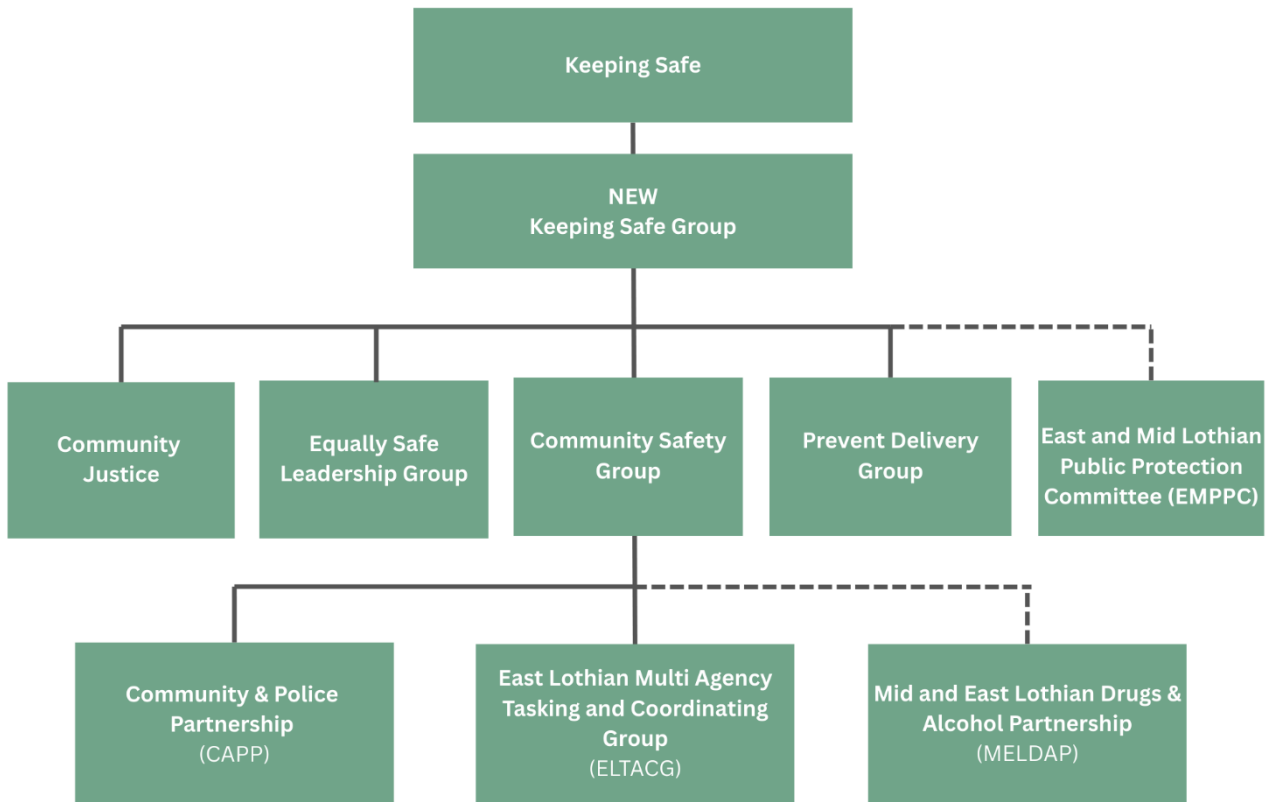 Keeping Safe
NEW
Keeping Safe Group
Community
Justice
Equally Safe
Leadership Group
Community Safety
Group
Prevent Delivery
Group
East and Mid Lothian
Public Protection
Committee (EMPPC)
Community & Police
Partnership
(CAPP)
East Lothian Multi Agency
Tasking and Coordinating
Group
(ELTACG)
Mid and East Lothian Drugs &
Alcohol Partnership
(MELDAP)